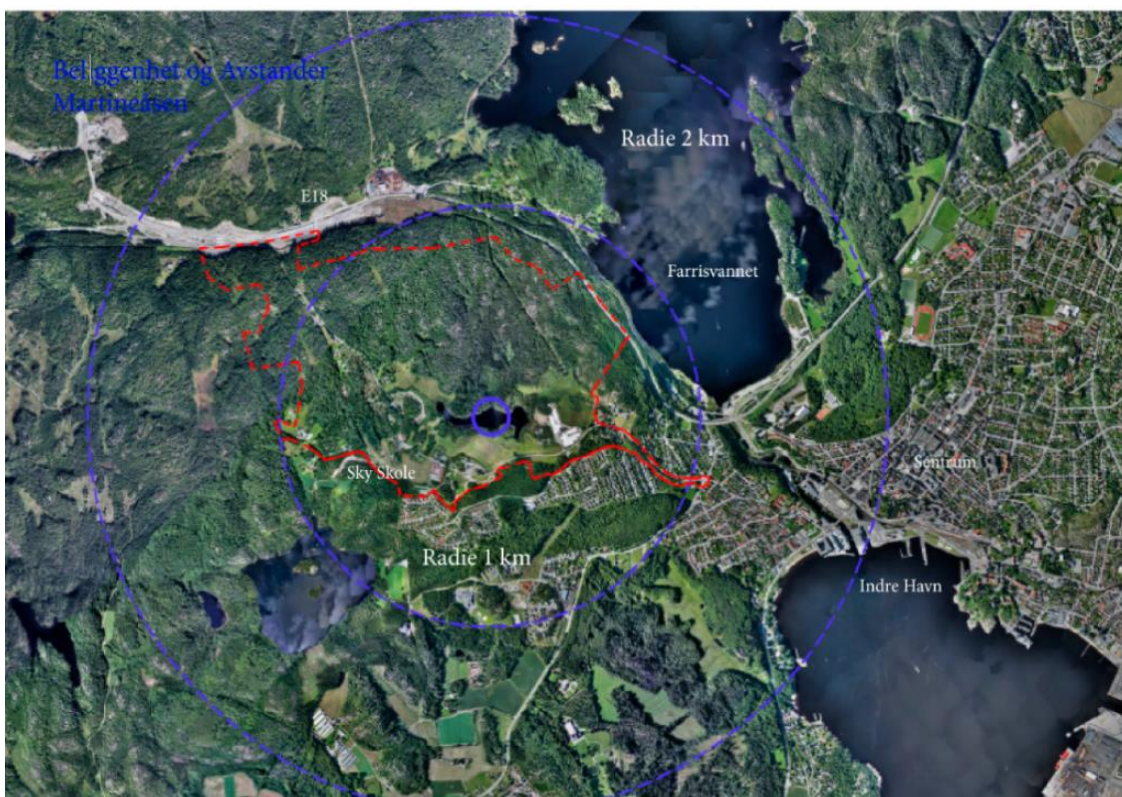 Beliggenhet og Avstander
Martineåsen
Radie 2 km
E18
Farrisvannet
Sentrum
Sky Skole
Radie 1 km
Indre Havn